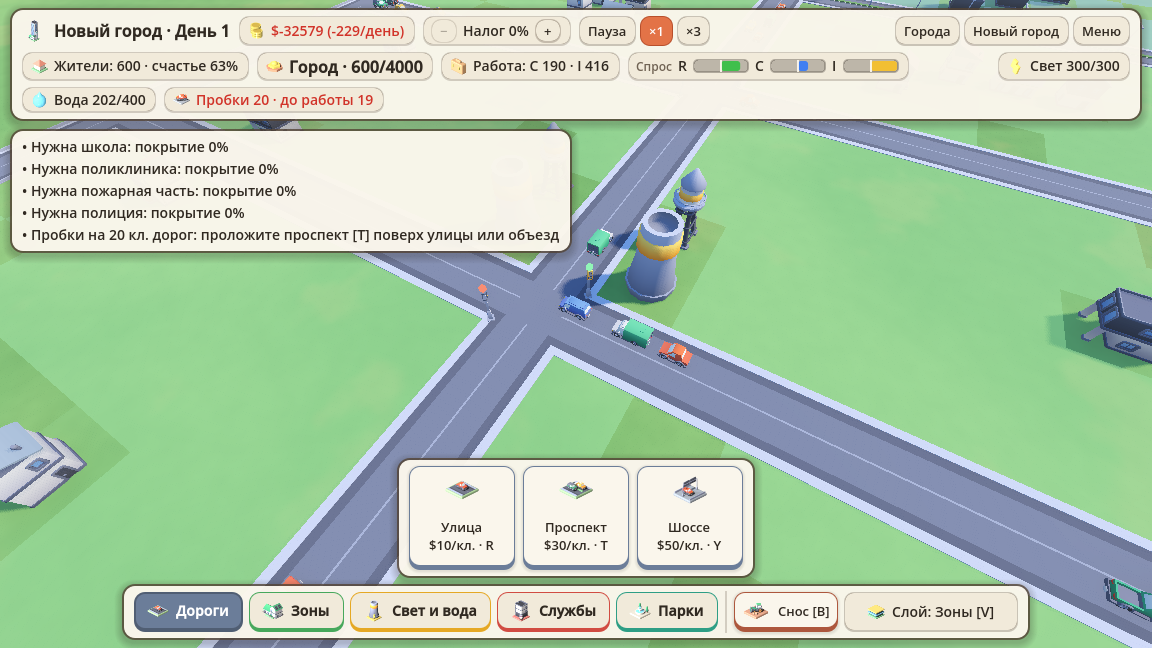 Новый город · День 1
$-32579 (-229/день)
− Налог 0% +
Пауза
×1
×3
Города
Новый город
Меню
Жители: 600 · счастье 63%
Город · 600/4000
Работа: C 190 · I 416
Спрос R C I
Свет 300/300
Вода 202/400
Пробки 20 · до работы 19
• Нужна школа: покрытие 0%
• Нужна поликлиника: покрытие 0%
• Нужна пожарная часть: покрытие 0%
• Нужна полиция: покрытие 0%
• Пробки на 20 кл. дорог: проложите проспект [T] поверх улицы или объезд
Улица
$10/кл. · R
Проспект
$30/кл. · T
Шоссе
$50/кл. · Y
Дороги
Зоны
Свет и вода
Службы
Парки
Снос [B]
Слой: Зоны [V]